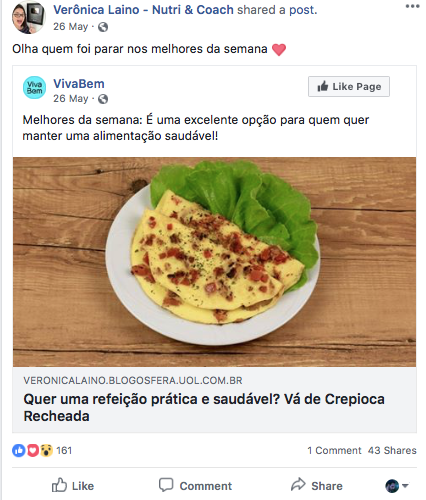 Verônica Laino - Nutri & Coach shared a post.
26 May ·
Olha quem foi parar nos melhores da semana
Viva
Bem
VivaBem
26 May ·
Like Page
Melhores da semana: É uma excelente opção para quem quer
manter uma alimentação saudável!
VERONICALAINO.BLOGOSFERA.UOL.COM.BR
Quer uma refeição prática e saudável? Vá de Crepioca
Recheada
161
1 Comment 43 Shares
Like
Comment
Share